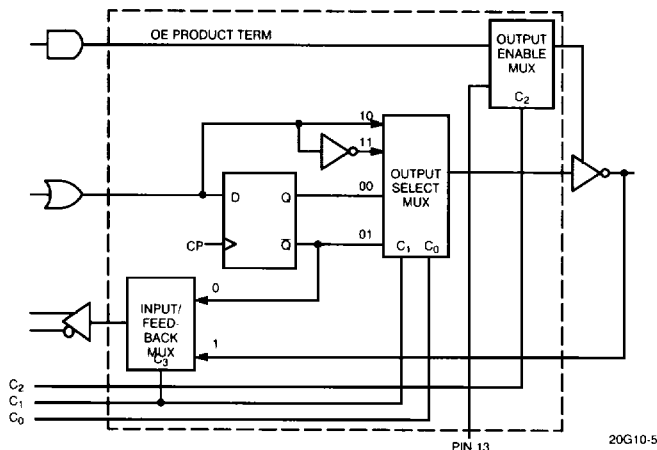 OE PRODUCT TERM
OUTPUT
ENABLE
MUX
C₂
10
11
OUTPUT
SELECT
MUX
C₁ C₀
00
01
D
Q
Q̅
CP
0
INPUT/
FEED-
BACK
MUX
C₃
1
C₂
C₁
C₀
PIN 13
20G10-5